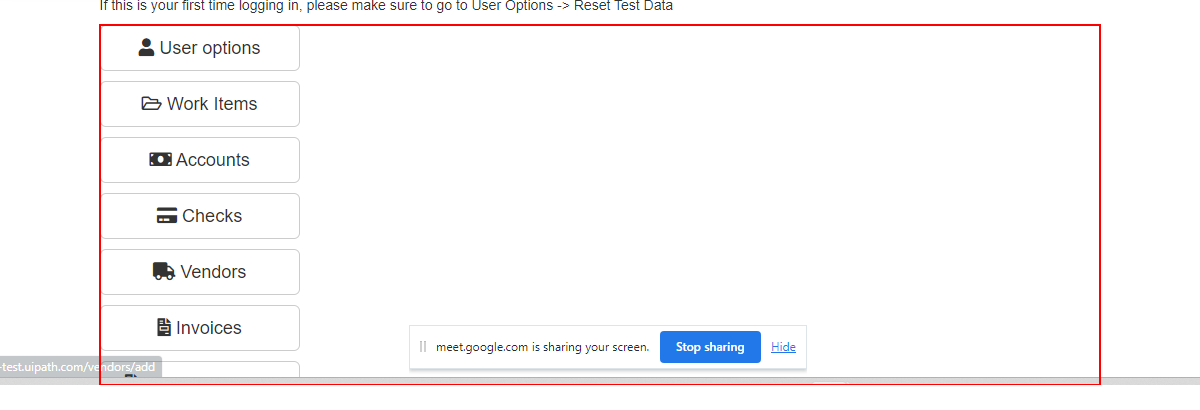 If this is your first time logging in, please make sure to go to User Options -> Reset Test Data
User options
Work Items
Accounts
Checks
Vendors
Invoices
meet.google.com is sharing your screen. Stop sharing Hide
-test.uipath.com/vendors/add